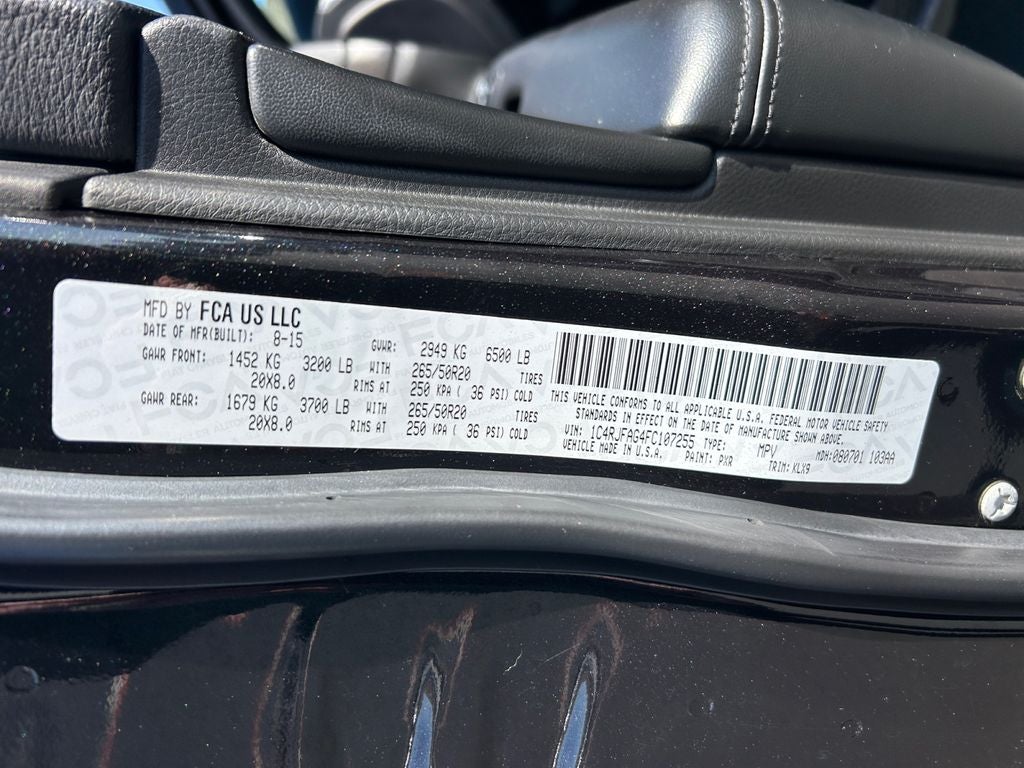 MFD BY FCA US LLC
DATE OF MFR(BUILT): 8-15 GVWR: 2949 KG 6500 LB
GAWR FRONT: 1452 KG 3200 LB WITH 265/50R20 TIRES
20X8.0 RIMS AT 250 KPA ( 36 PSI) COLD
GAWR REAR: 1679 KG 3700 LB WITH 265/50R20 TIRES
20X8.0 RIMS AT 250 KPA ( 36 PSI) COLD
THIS VEHICLE CONFORMS TO ALL APPLICABLE U.S.A. FEDERAL MOTOR VEHICLE SAFETY
STANDARDS IN EFFECT ON THE DATE OF MANUFACTURE SHOWN ABOVE.
VIN: 1C4RJFAG4FC107255 TYPE: MPV MDH:080701 103AA
VEHICLE MADE IN U.S.A. PAINT: PXR TRIM: KLX9